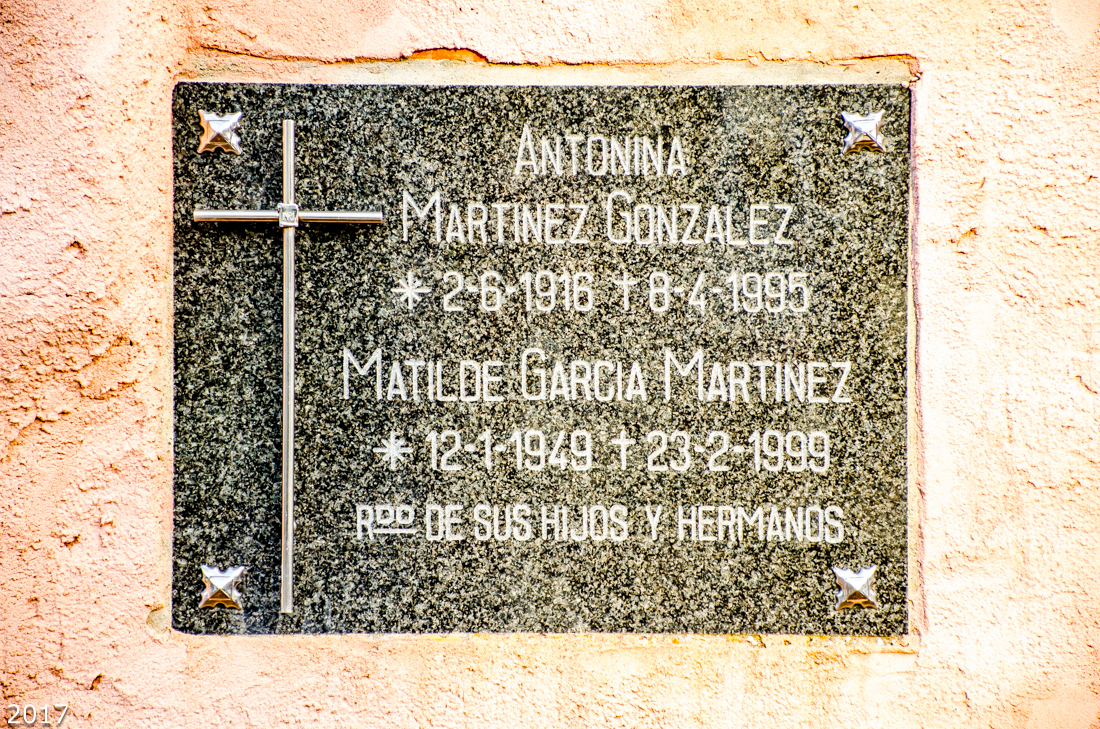 ANTONINA
MARTINEZ GONZALEZ
* 2-6-1916 † 8-4-1995
MATILDE GARCIA MARTINEZ
* 12-1-1949 † 23-2-1999
RDO DE SUS HIJOS Y HERMANOS
2017